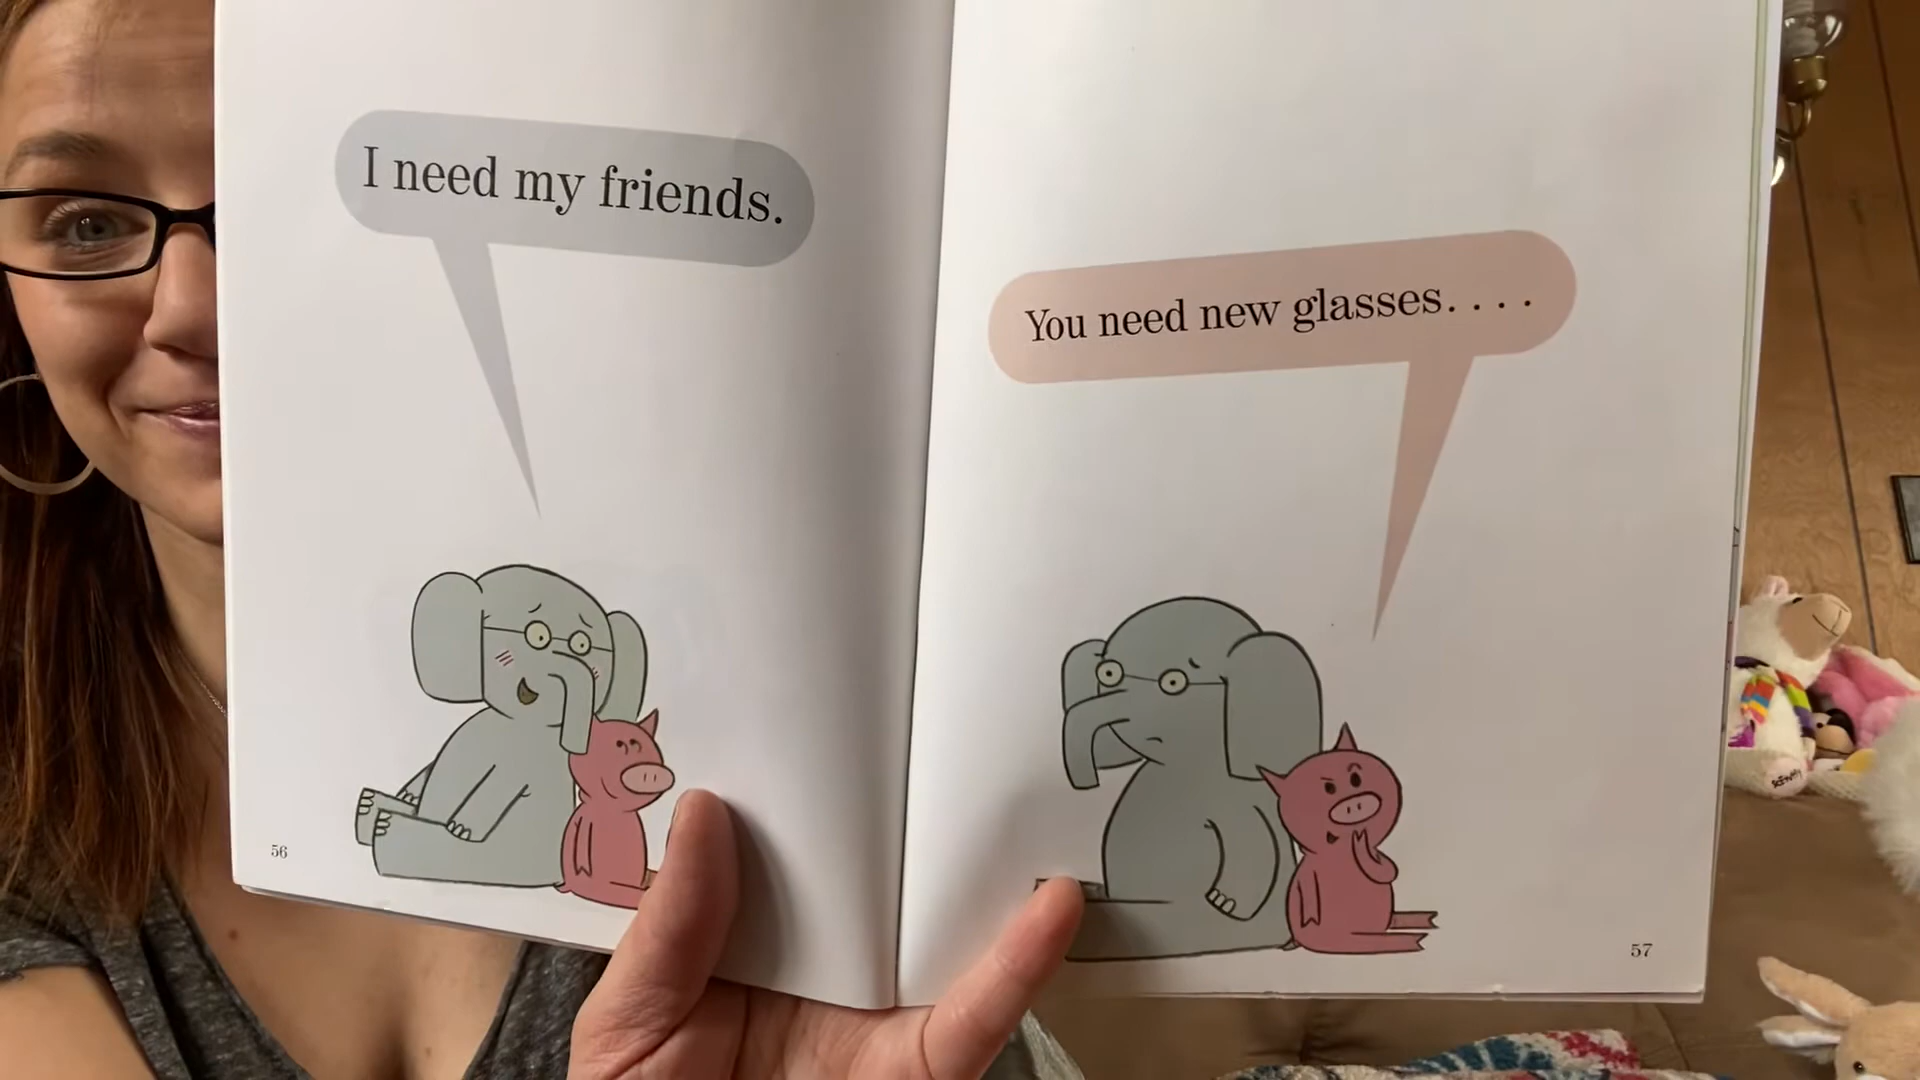 I need my friends.
You need new glasses. . . .
56
57